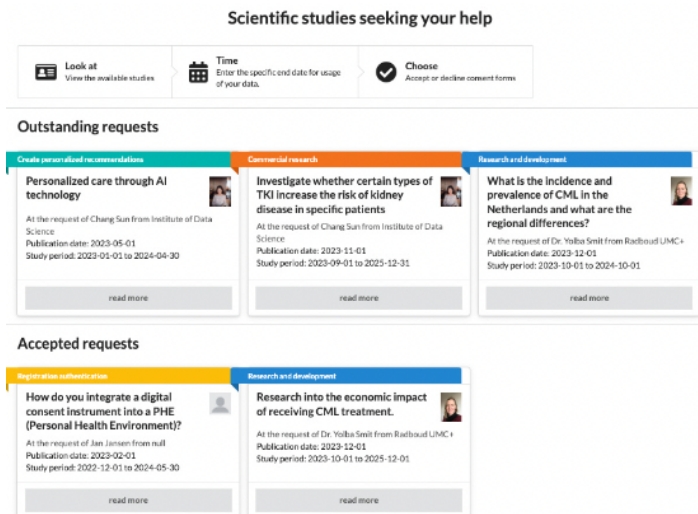 Scientific studies seeking your help
Look at
View the available studies
Time
Enter the specific end date for usage
of your data.
Choose
Accept or decline consent forms
Outstanding requests
Create personalized recommendations
Personalized care through AI
technology
At the request of Chang Sun from Institute of Data
Science
Publication date: 2023-05-01
Study period: 2023-01-01 to 2024-04-30
read more
Commercial research
Investigate whether certain types of
TKI increase the risk of kidney
disease in specific patients
At the request of Chang Sun from Institute of Data
Science
Publication date: 2023-11-01
Study period: 2023-09-01 to 2025-12-31
read more
Research and development
What is the incidence and
prevalence of CML in the
Netherlands and what are the
regional differences?
At the request of Dr. Yolba Smit from Radboud UMC+
Publication date: 2023-12-01
Study period: 2023-10-01 to 2024-10-01
read more
Accepted requests
Registration authentication
How do you integrate a digital
consent instrument into a PHE
(Personal Health Environment)?
At the request of Jan Jansen from null
Publication date: 2023-02-01
Study period: 2022-12-01 to 2024-05-30
read more
Research and development
Research into the economic impact
of receiving CML treatment.
At the request of Dr. Yolba Smit from Radboud UMC+
Publication date: 2023-12-01
Study period: 2023-10-01 to 2025-12-01
read more